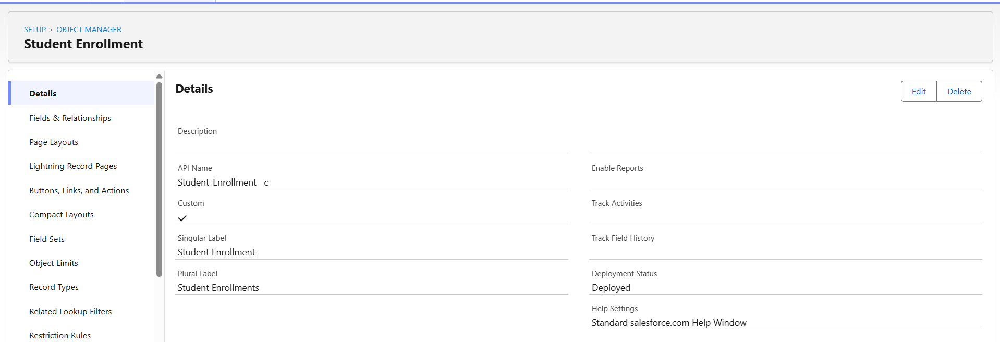 SETUP > OBJECT MANAGER
Student Enrollment
Details
Fields & Relationships
Page Layouts
Lightning Record Pages
Buttons, Links, and Actions
Compact Layouts
Field Sets
Object Limits
Record Types
Related Lookup Filters
Restriction Rules
Details
Edit
Delete
Description
API Name
Student_Enrollment__c
Custom
Singular Label
Student Enrollment
Plural Label
Student Enrollments
Enable Reports
Track Activities
Track Field History
Deployment Status
Deployed
Help Settings
Standard salesforce.com Help Window